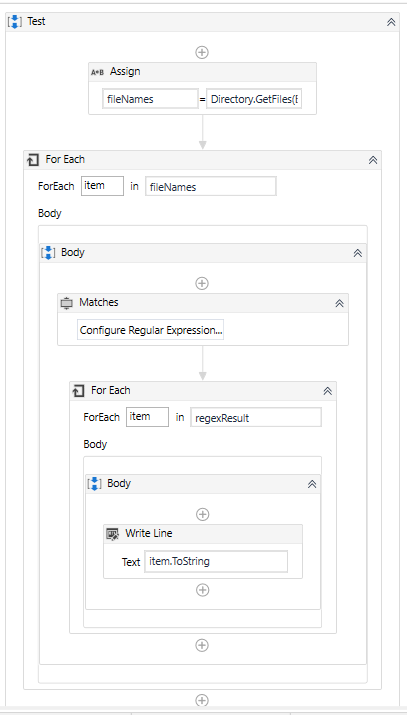 Test
A*B Assign
fileNames = Directory.GetFiles(E
For Each
ForEach item in fileNames
Body
Body
Matches
Configure Regular Expression...
For Each
ForEach item in regexResult
Body
Body
Write Line
Text item.ToString